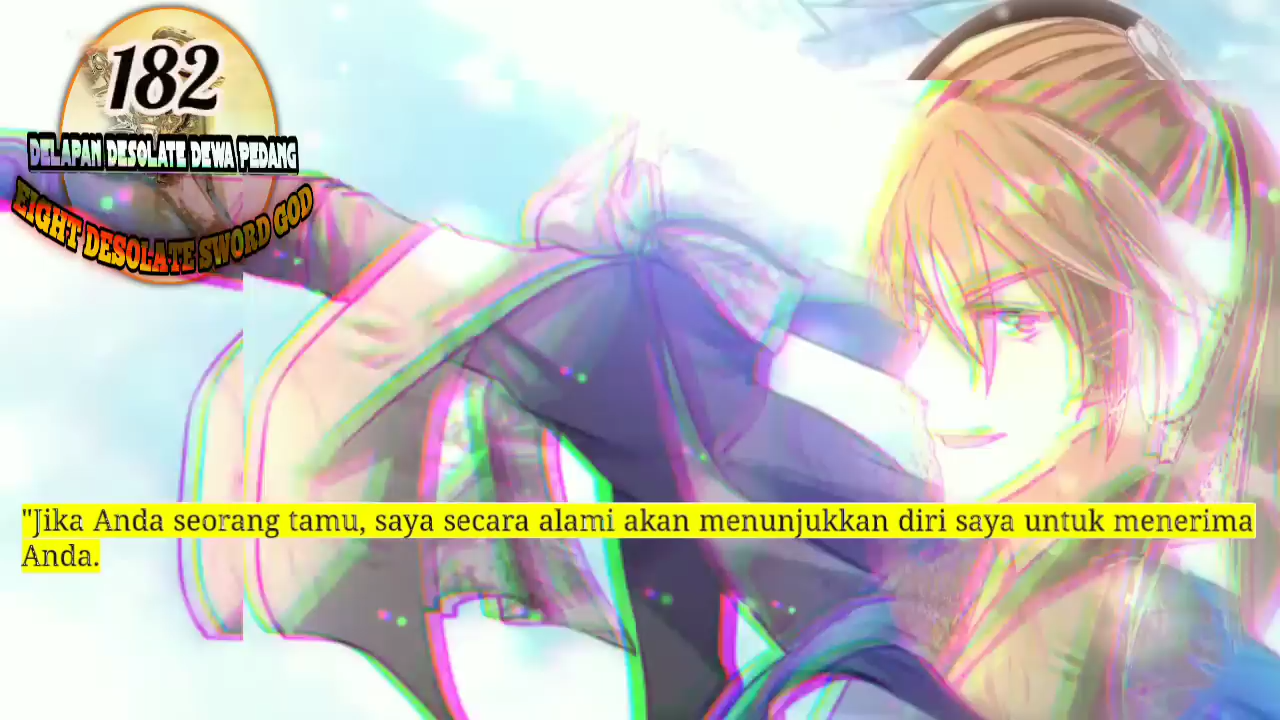 182
DELAPAN DESOLATE DEWA PEDANG
EIGHT DESOLATE SWORD GOD
"Jika Anda seorang tamu, saya secara alami akan menunjukkan diri saya untuk menerima
Anda.